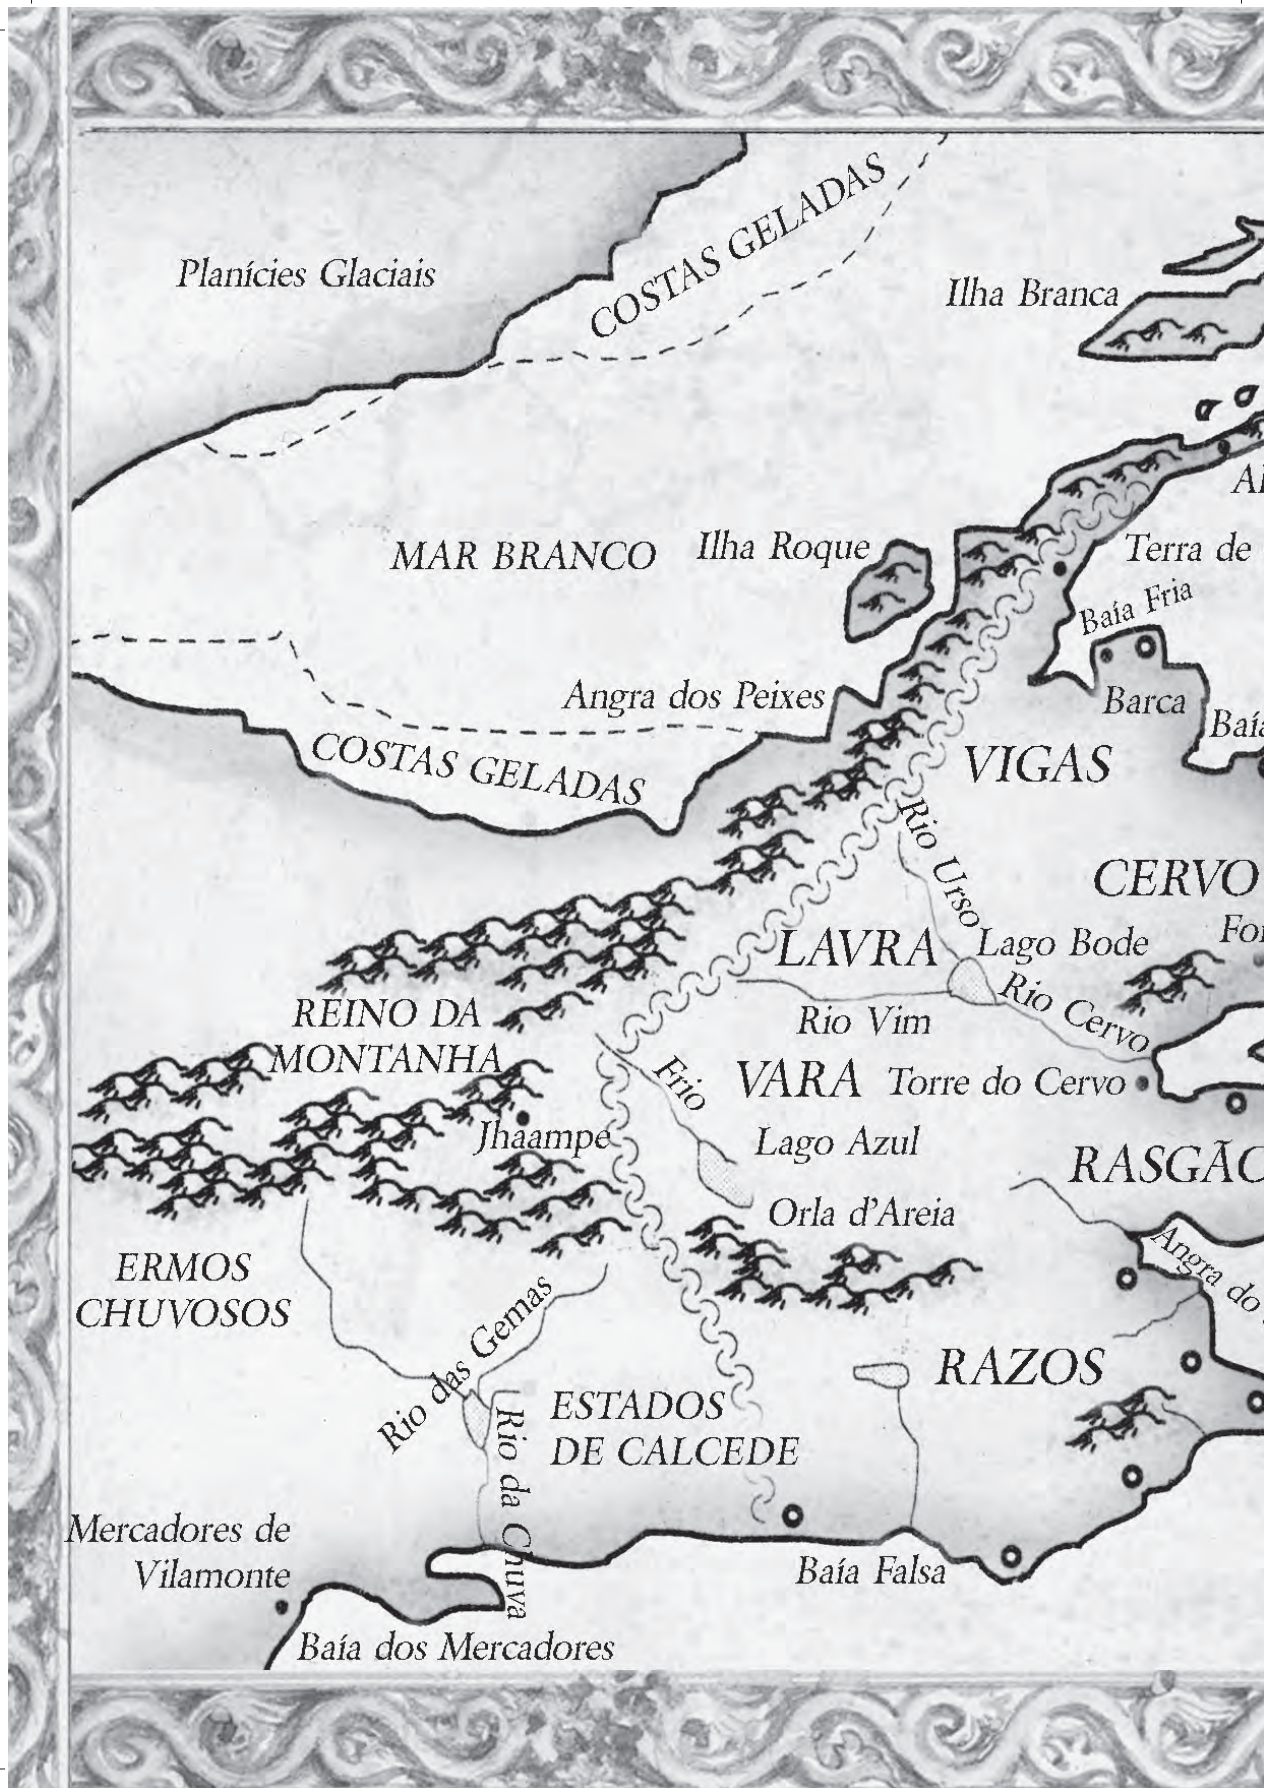 COSTAS GELADAS
Planícies Glaciais
Ilha Branca
MAR BRANCO
Ilha Roque
Terra de
Baía Fria
Angra dos Peixes
Barca
Baía
COSTAS GELADAS
VIGAS
Rio Urso
CERVO
LAVRA
Lago Bode
REINO DA
MONTANHA
Rio Vim
Rio Cervo
Frio
VARA
Torre do Cervo
Jhaampe
Lago Azul
RASGÃO
Orla d'Areia
Angra do
ERMOS
CHUVOSOS
Rio das Gemas
RAZOS
ESTADOS
DE CALCEDE
Rio da Chuva
Mercadores de
Vilamonte
Baía Falsa
Baía dos Mercadores